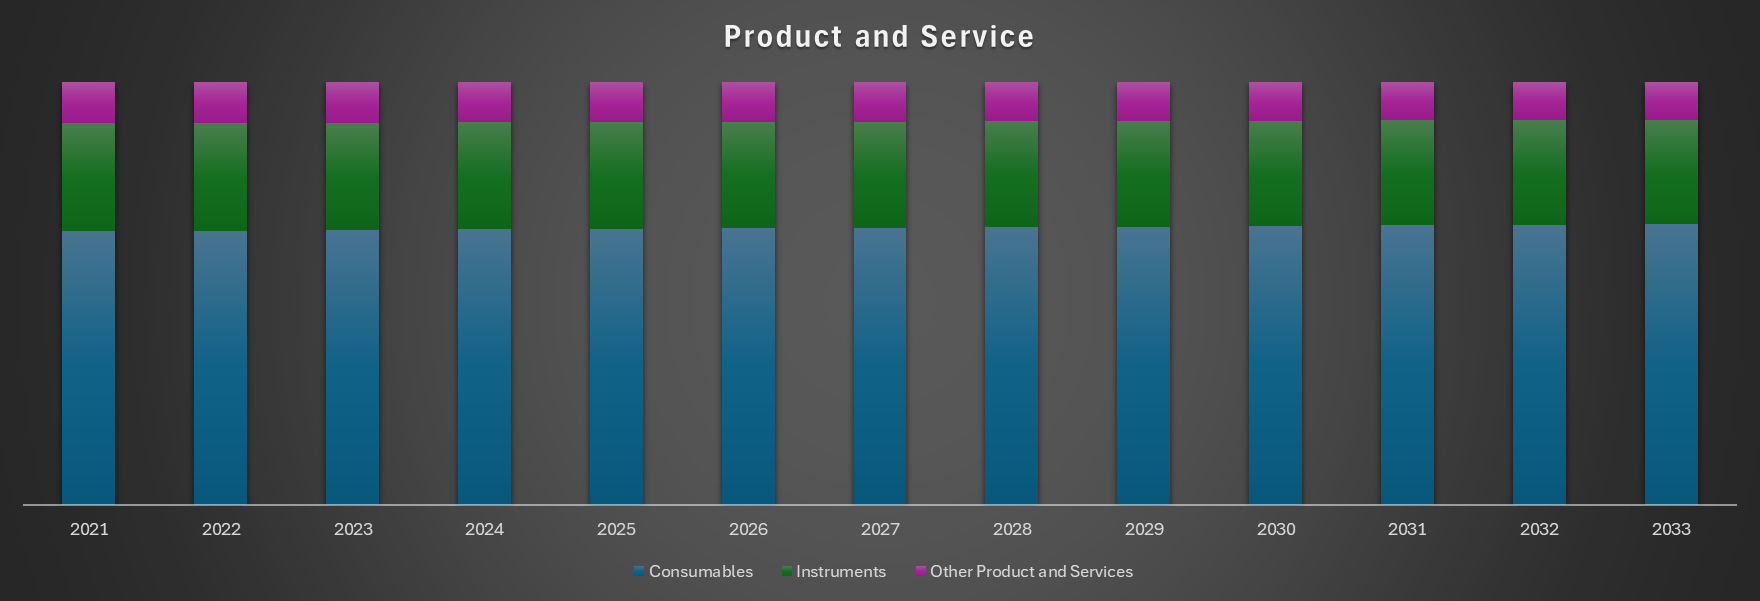 Product and Service
2021 2022 2023 2024 2025 2026 2027 2028 2029 2030 2031 2032 2033
Consumables Instruments Other Product and Services